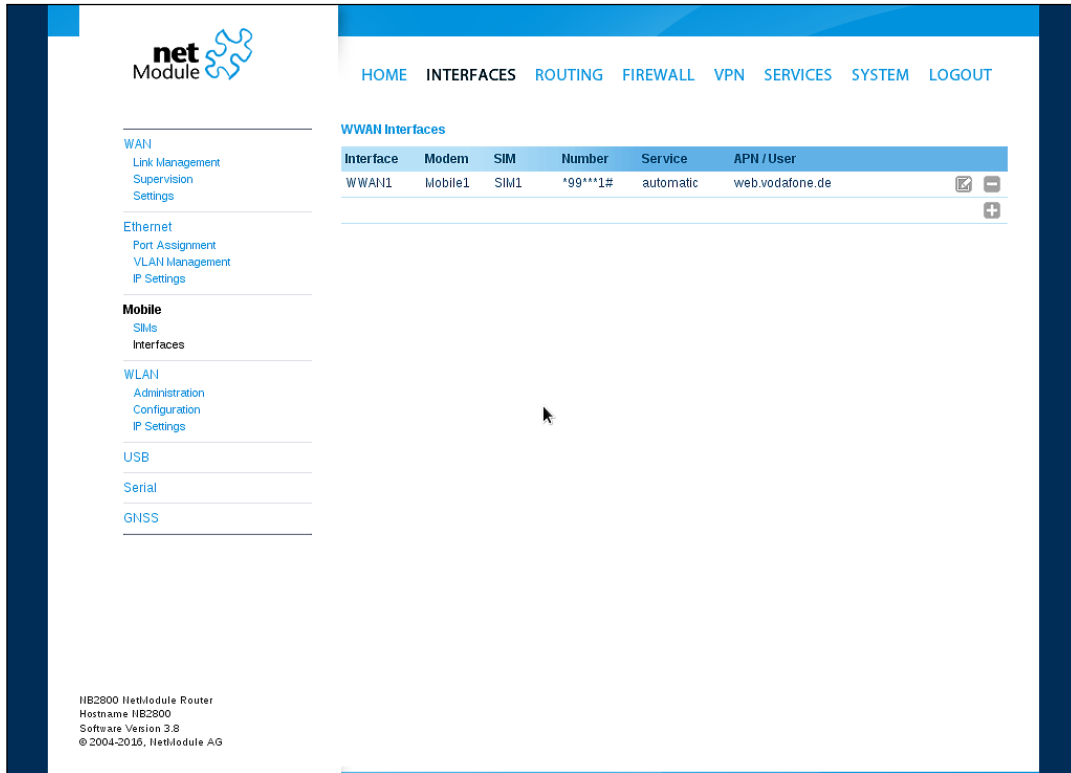 net
Module
HOME INTERFACES ROUTING FIREWALL VPN SERVICES SYSTEM LOGOUT
WAN
Link Management
Supervision
Settings
Ethernet
Port Assignment
VLAN Management
IP Settings
Mobile
SIMs
Interfaces
WLAN
Administration
Configuration
IP Settings
USB
Serial
GNSS
WWAN Interfaces
Interface Modem SIM Number Service APN / User
WWAN1 Mobile1 SIM1 *99***1# automatic web.vodafone.de
NB2800 NetModule Router
Hostname NB2800
Software Version 3.8
© 2004-2016, NetModule AG